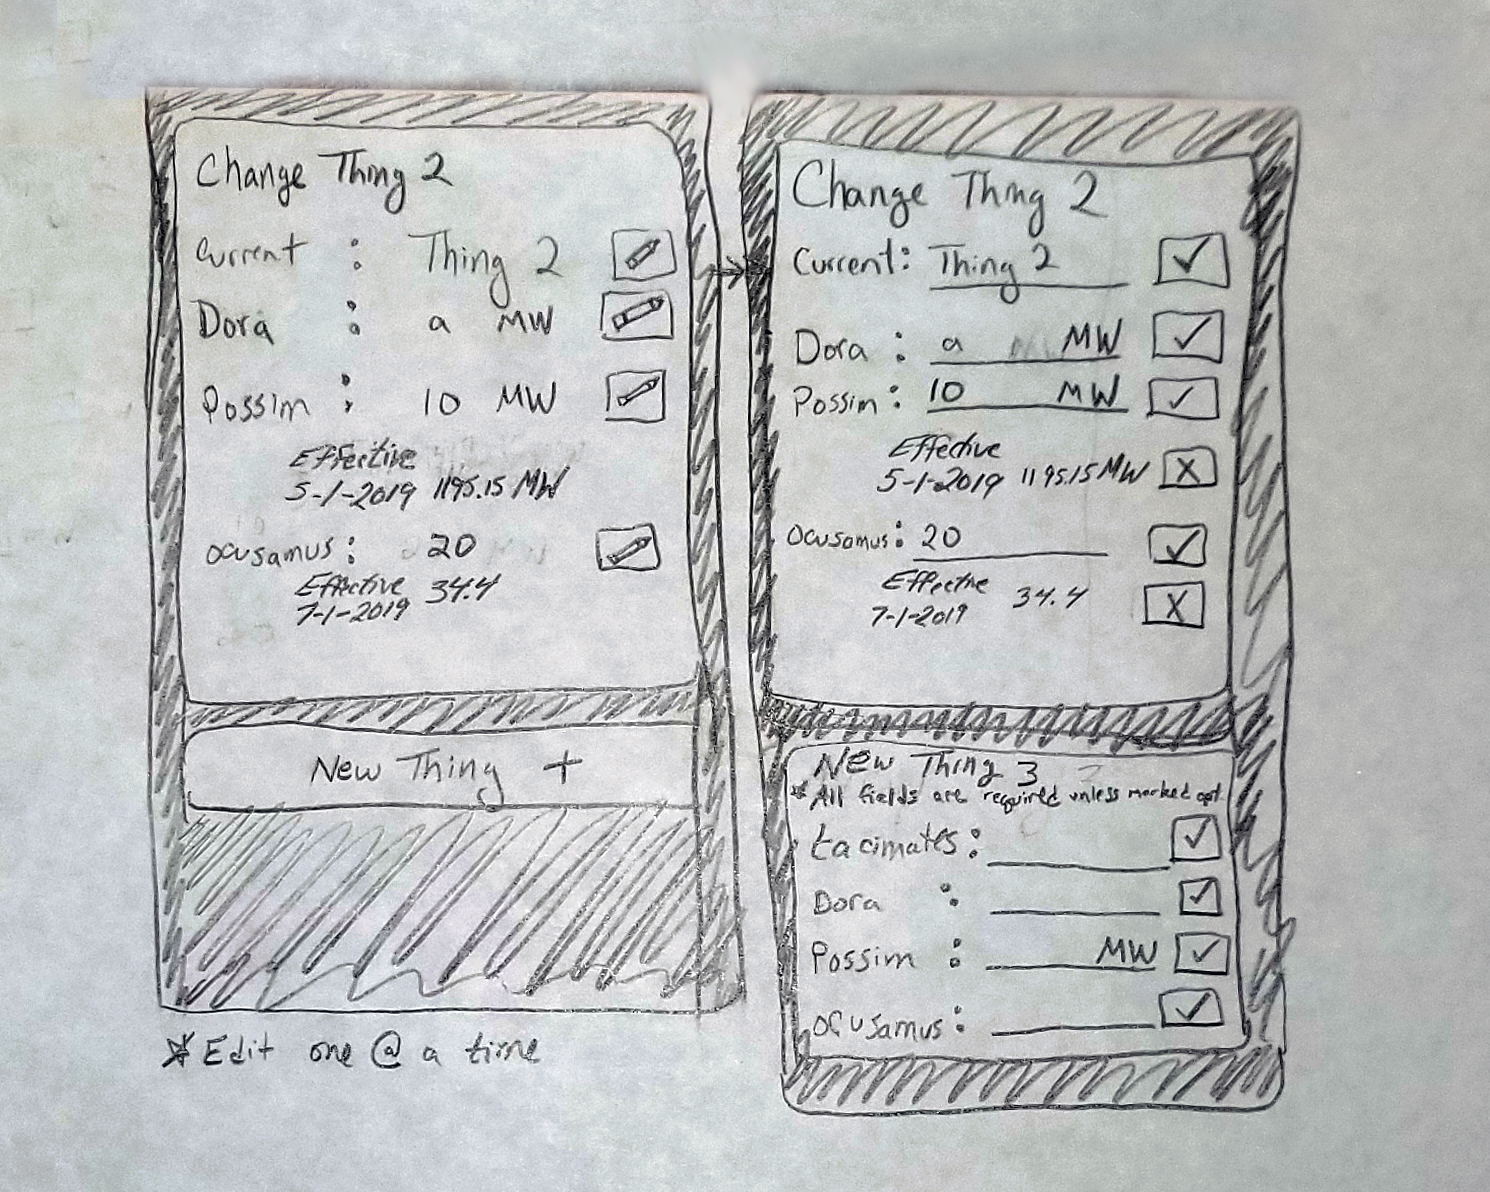 Change Thing 2
Current : Thing 2
Dora : a MW
Possim : 10 MW
Effective
5-1-2019 1195.15 MW
Ocusamus : 20
Effective 34.4
7-1-2019
New Thing +
* Edit one @ a time
Change Thing 2
Current : Thing 2
Dora : a MW
Possim : 10 MW
Effective
5-1-2019 1195.15 MW
Ocusamus : 20
Effective 34.4
7-1-2019
New Thing 3
* All fields are required unless marked opt
tacimates :
Dora :
Possim : MW
Ocusamus :